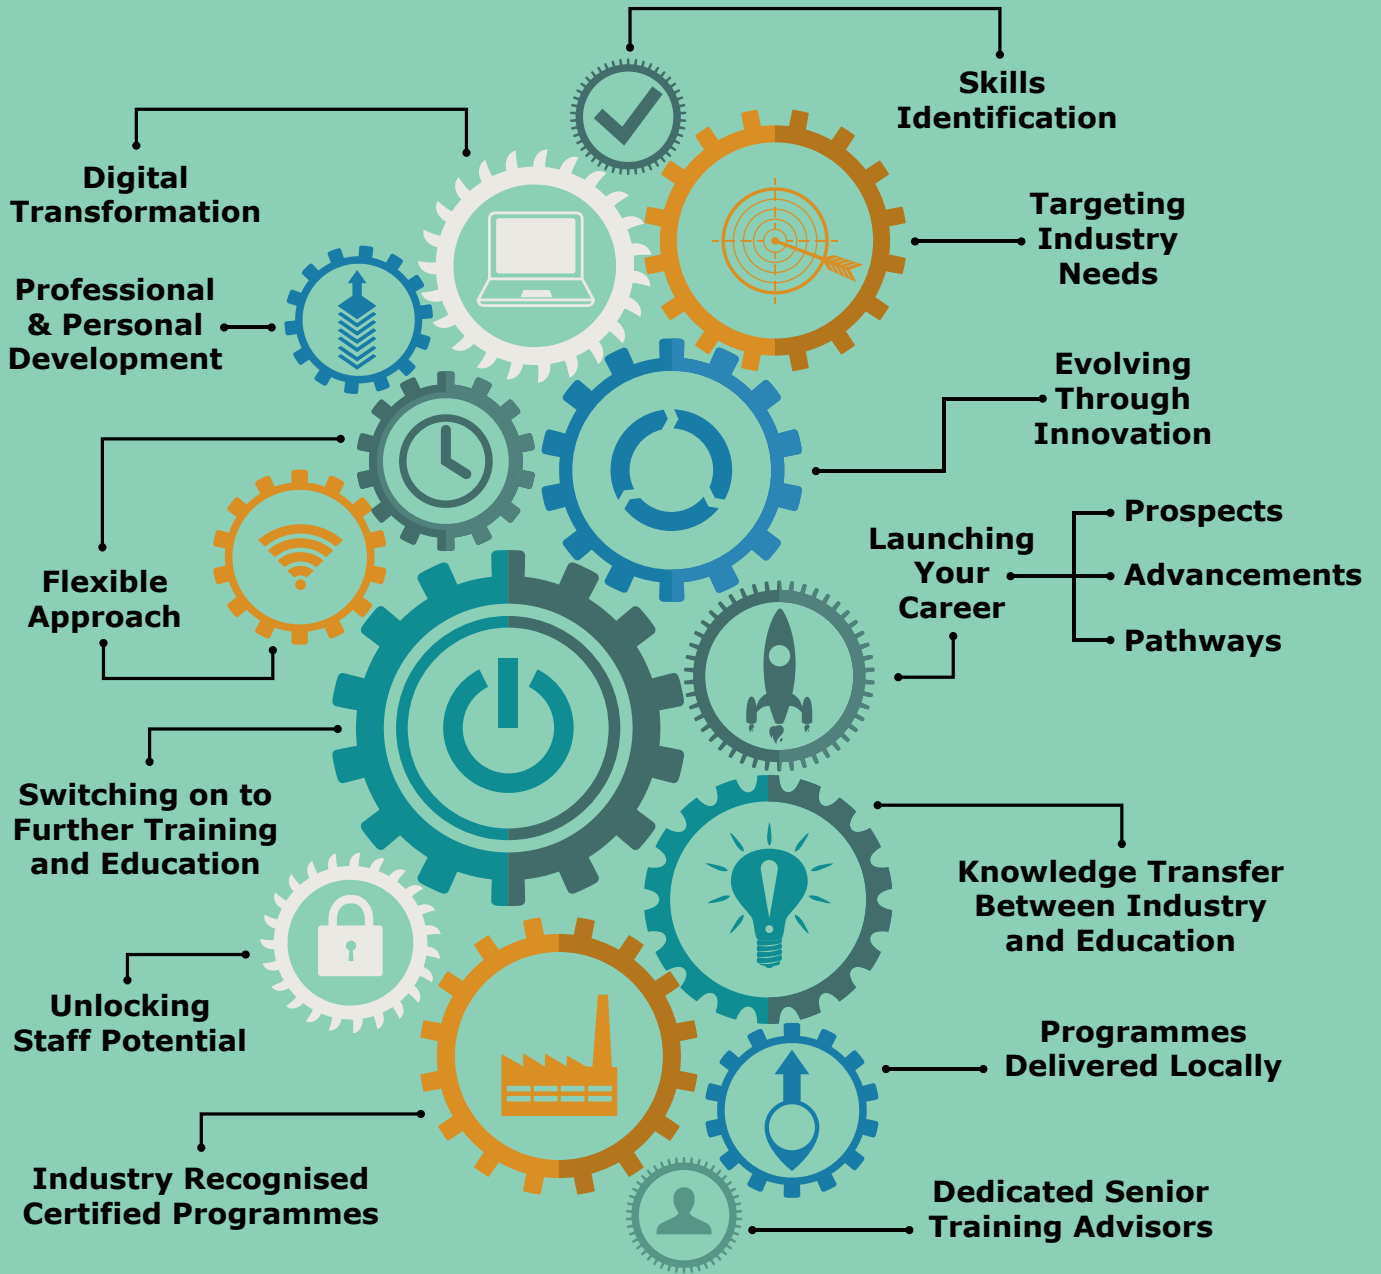 Skills
Identification
Digital
Transformation
Targeting
Industry
Needs
Professional
& Personal
Development
Evolving
Through
Innovation
Prospects
Launching
Your
Career
Advancements
Pathways
Flexible
Approach
Switching on to
Further Training
and Education
Knowledge Transfer
Between Industry
and Education
Unlocking
Staff Potential
Programmes
Delivered Locally
Industry Recognised
Certified Programmes
Dedicated Senior
Training Advisors